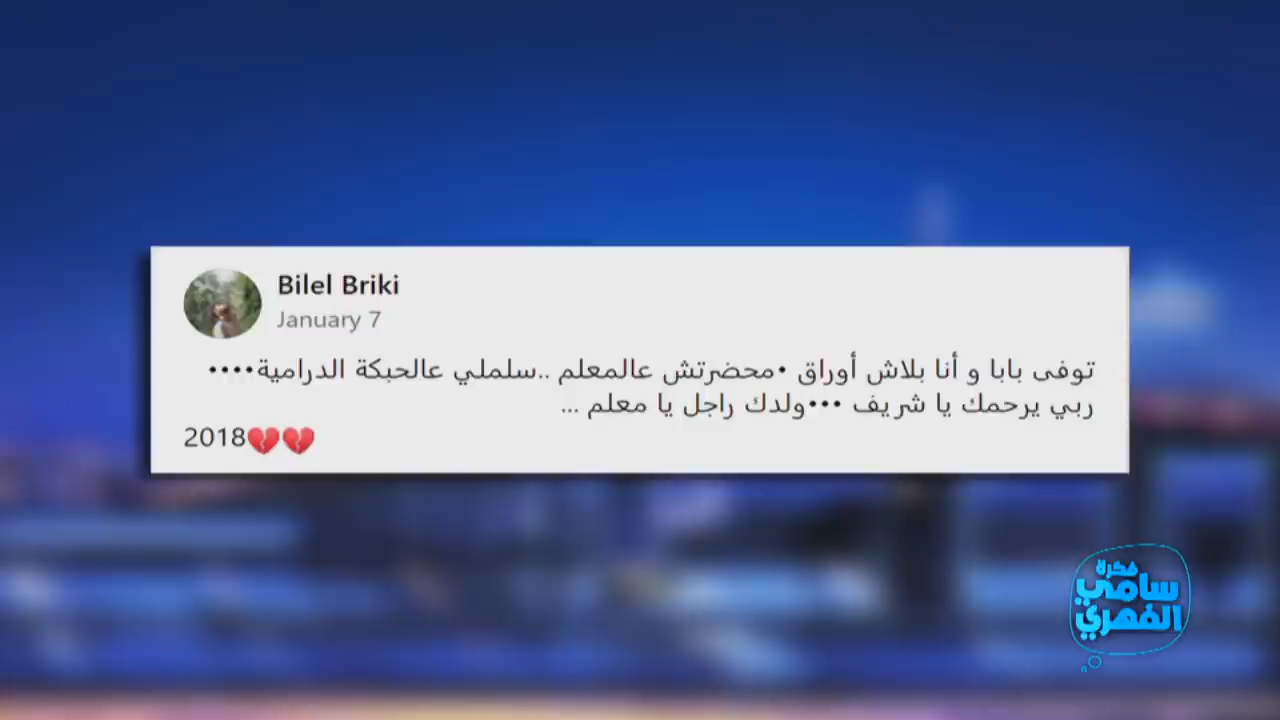 Bilel Briki
January 7
توفى بابا و أنا بلاش أوراق •محضرتش عالمعلم ..سلملي عالحبكة الدرامية••••
ربي يرحمك يا شريف •••ولدك راجل يا معلم ...
2018💔💔
فكرة
سامي
الفهري